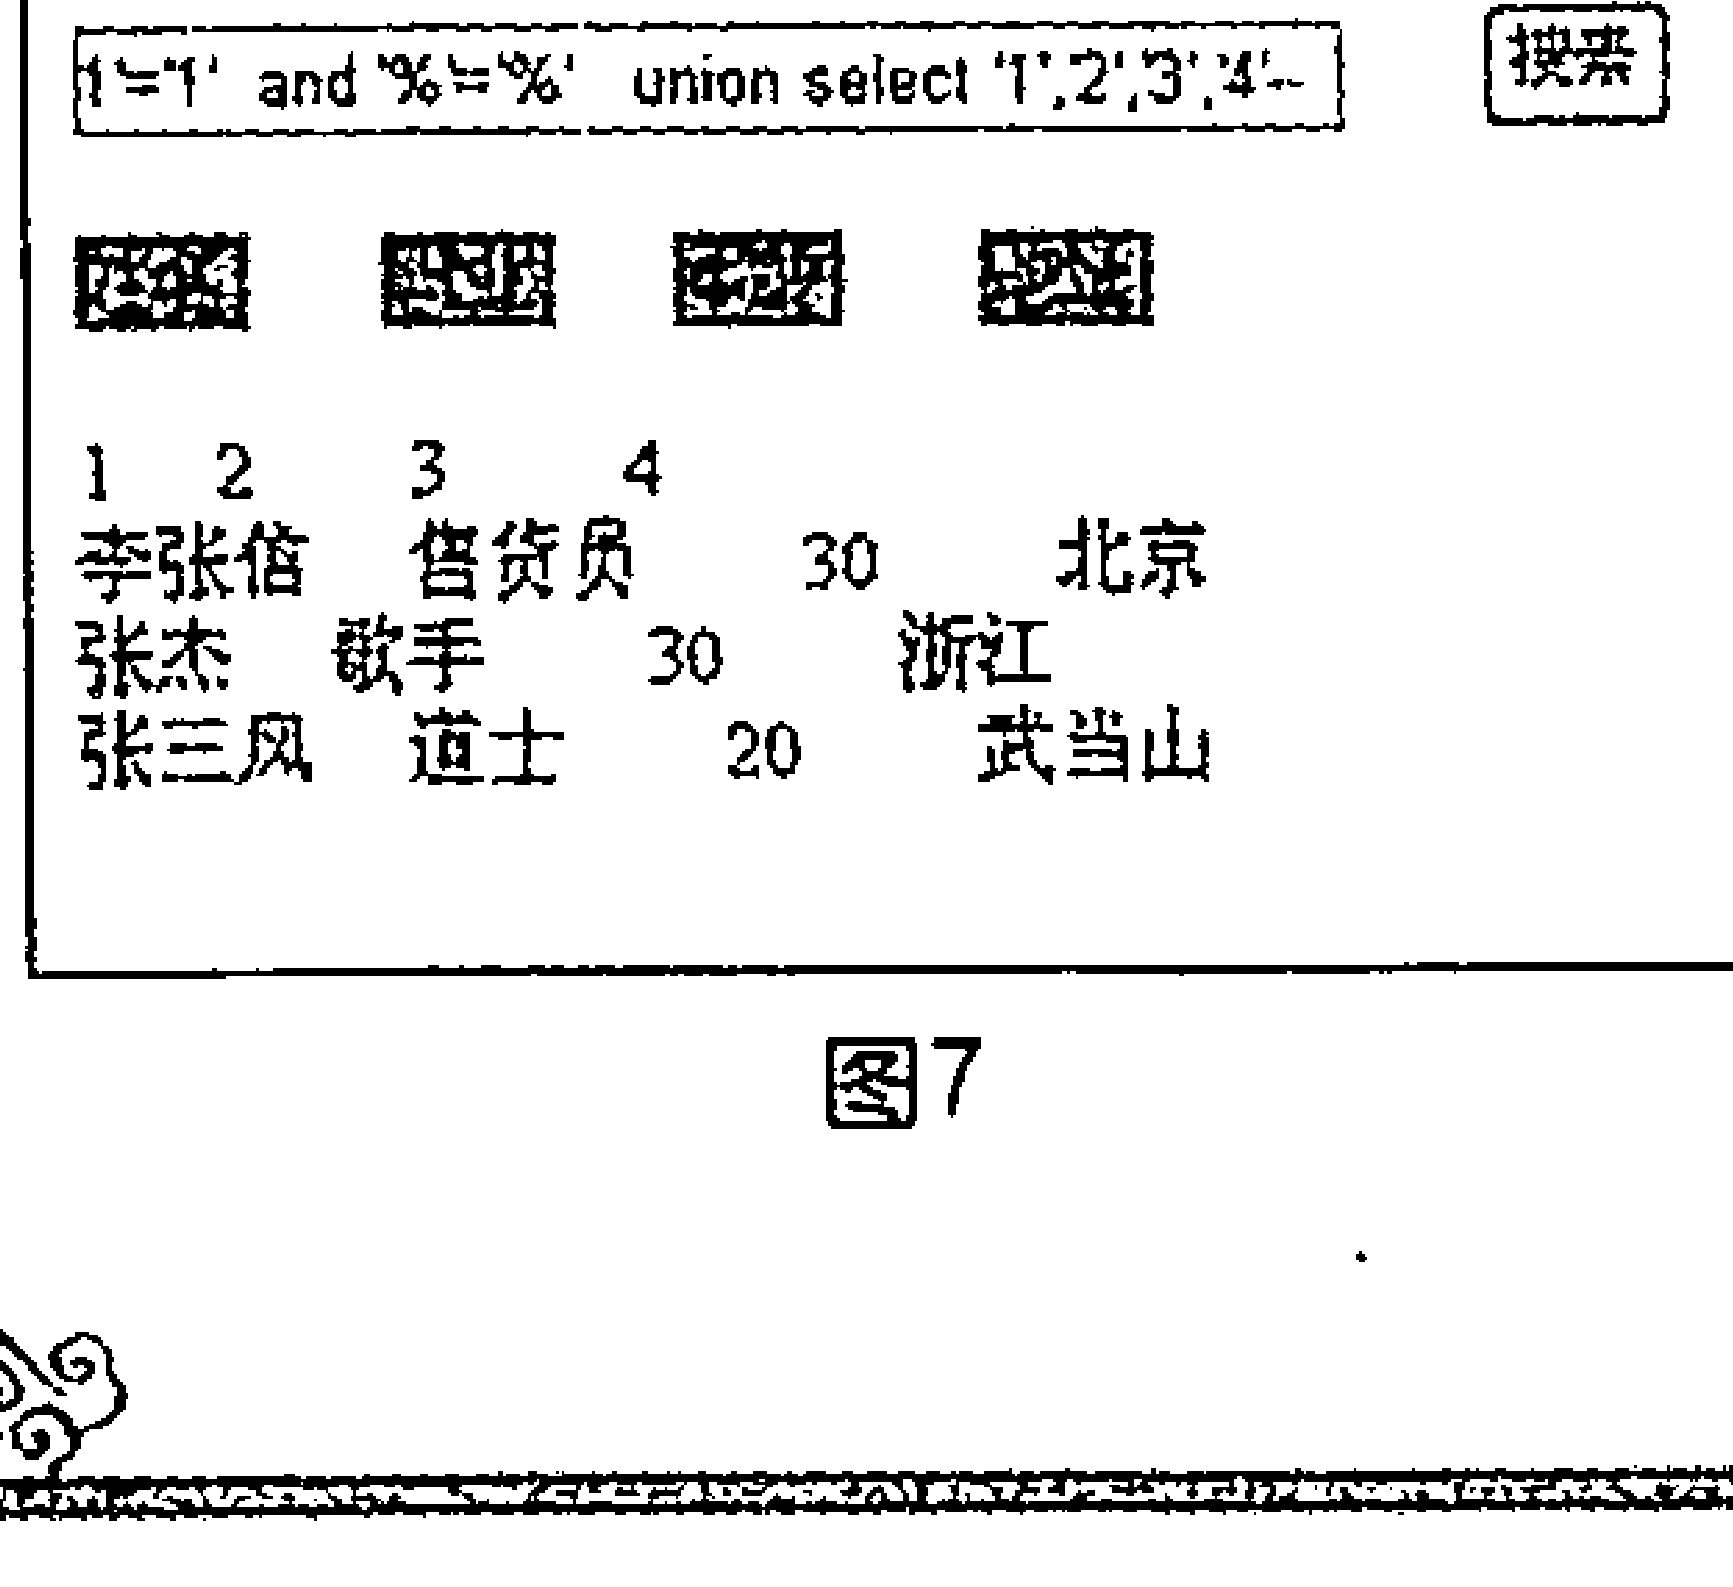 1'='1' and '%'='%' union select '1','2','3','4'-- 搜索
1 2 3 4
李张信 售货员 30 北京
张杰 歌手 30 浙江
张三风 道士 20 武当山
图7